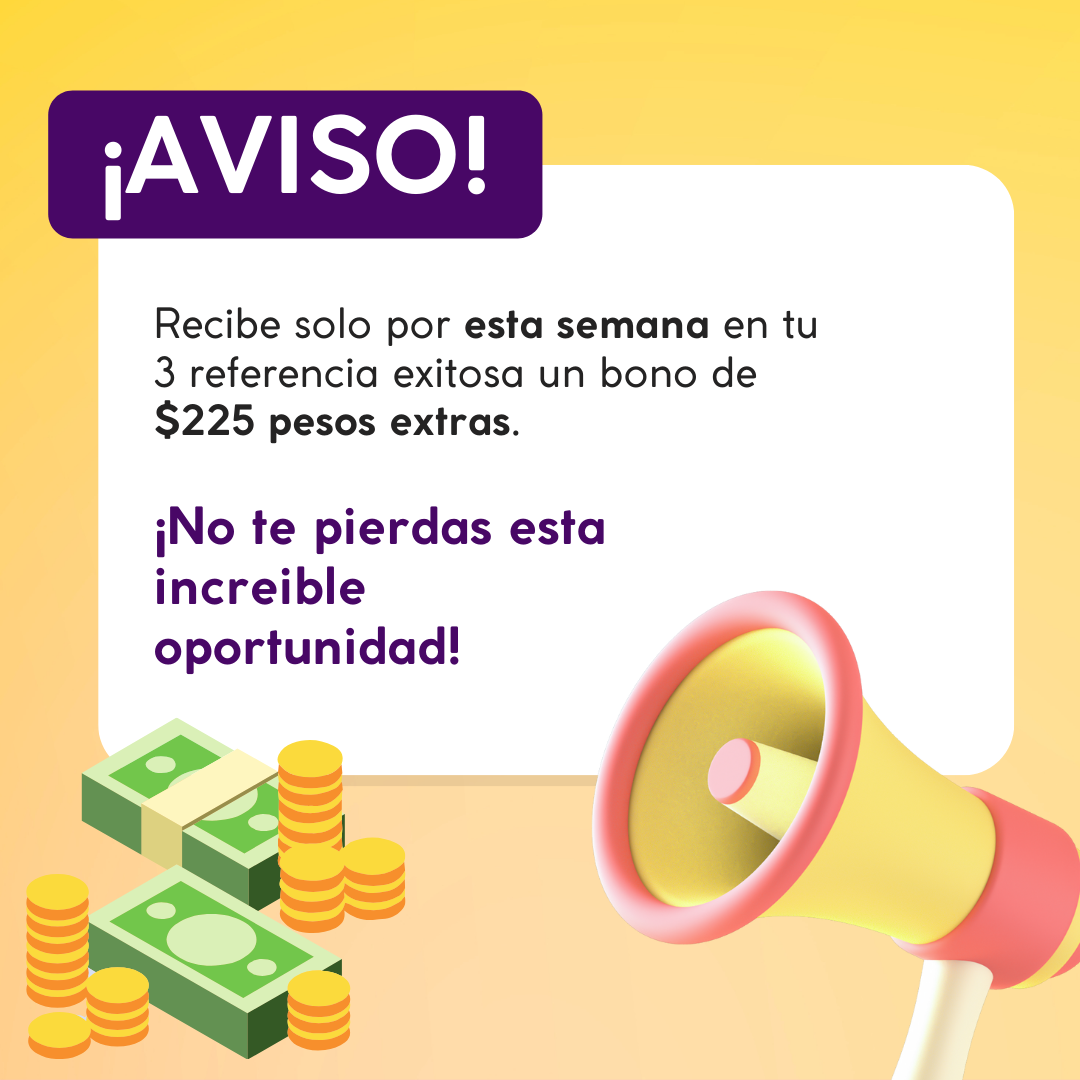 ¡AVISO!
Recibe solo por esta semana en tu
3 referencia exitosa un bono de
$225 pesos extras.
¡No te pierdas esta
increible
oportunidad!